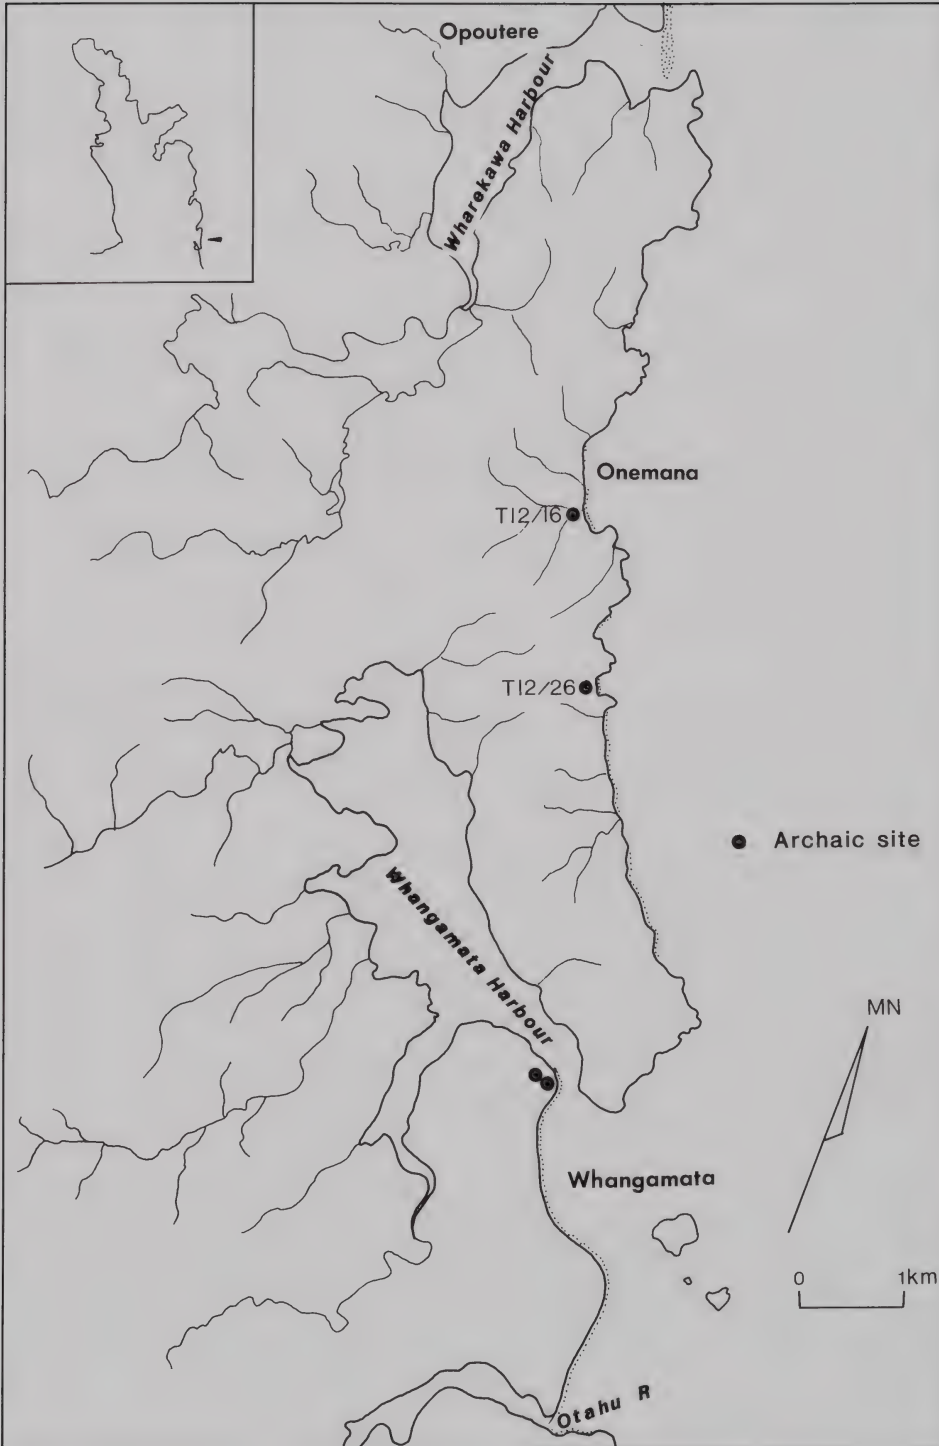 Opoutere
Wharekawa Harbour
Onemana
T12/16
T12/26
Archaic site
Whangamata Harbour
MN
Whangamata
0 1km
Otahu R